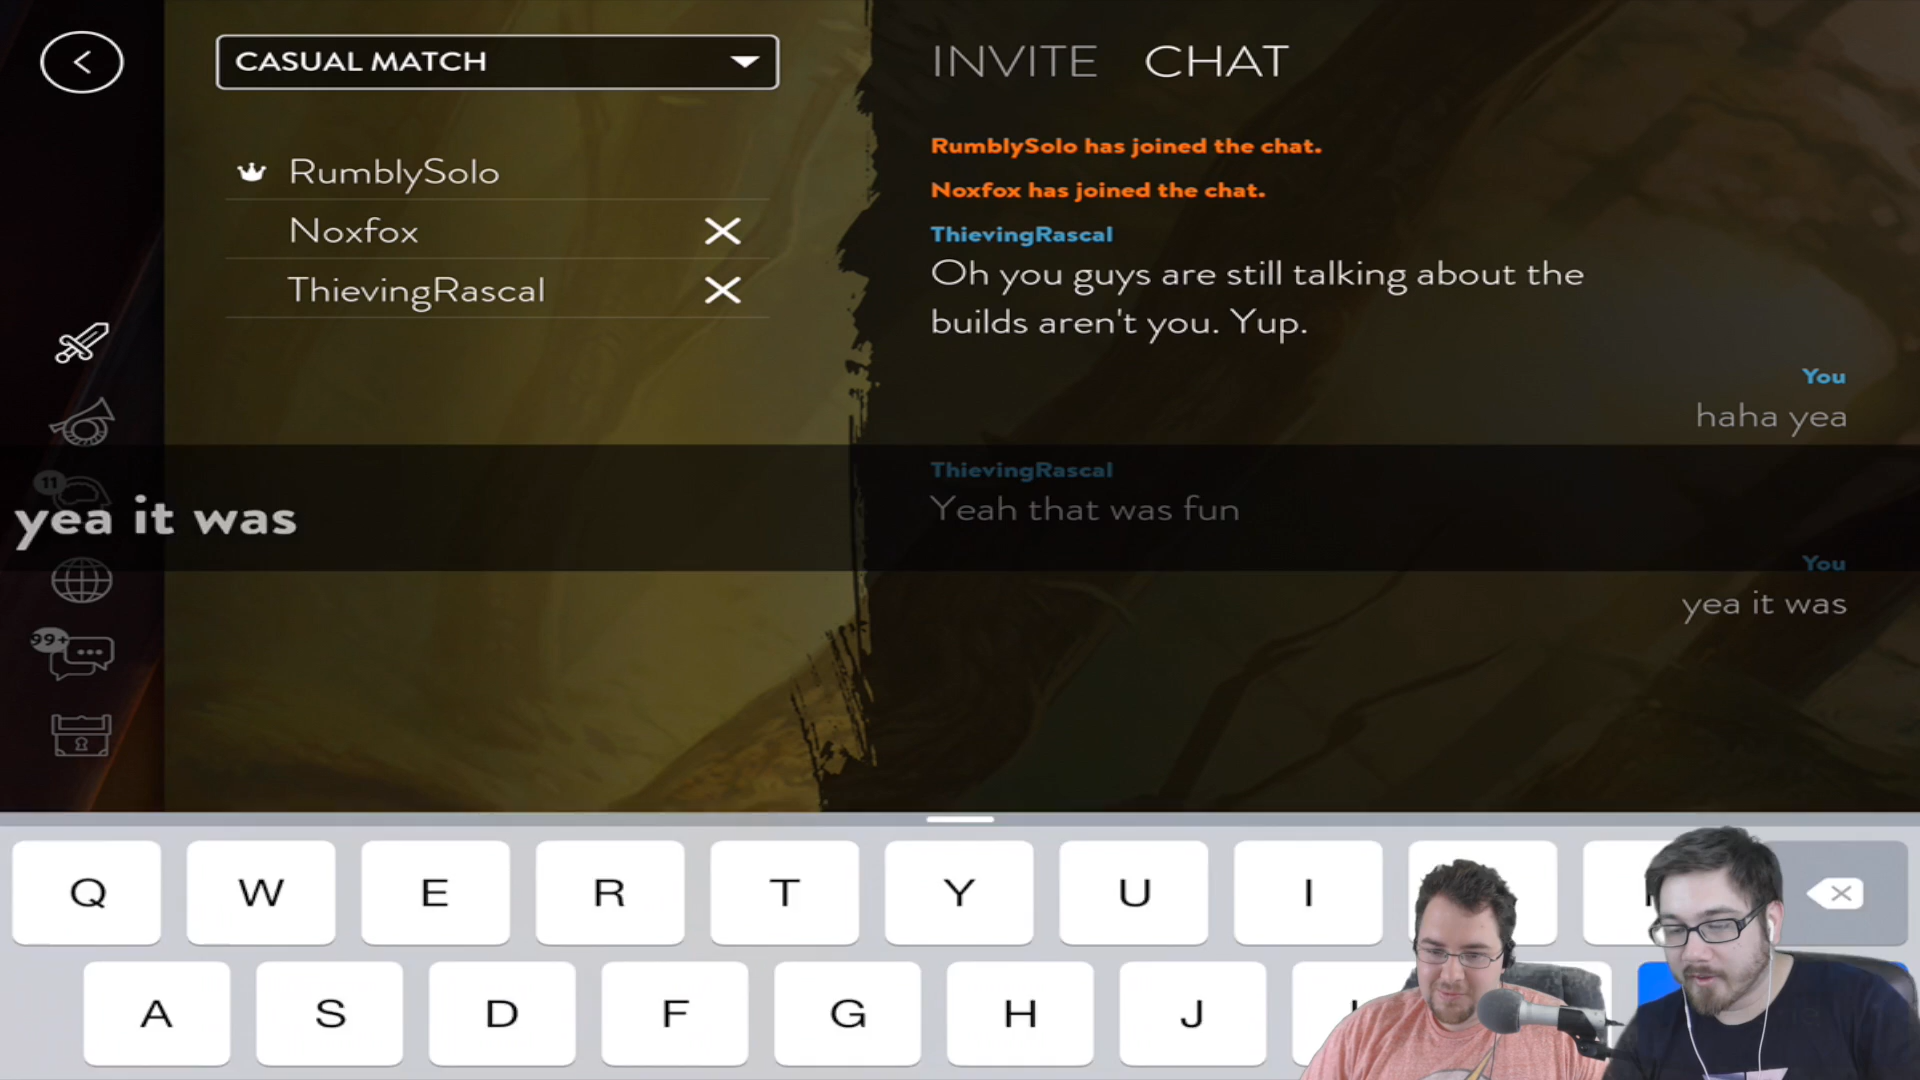 CASUAL MATCH
INVITE CHAT
RumblySolo
Noxfox
ThievingRascal
RumblySolo has joined the chat.
Noxfox has joined the chat.
ThievingRascal
Oh you guys are still talking about the
builds aren't you. Yup.
You
haha yea
ThievingRascal
Yeah that was fun
You
yea it was
11
yea it was
99+
Q W E R T Y U I
A S D F G H J